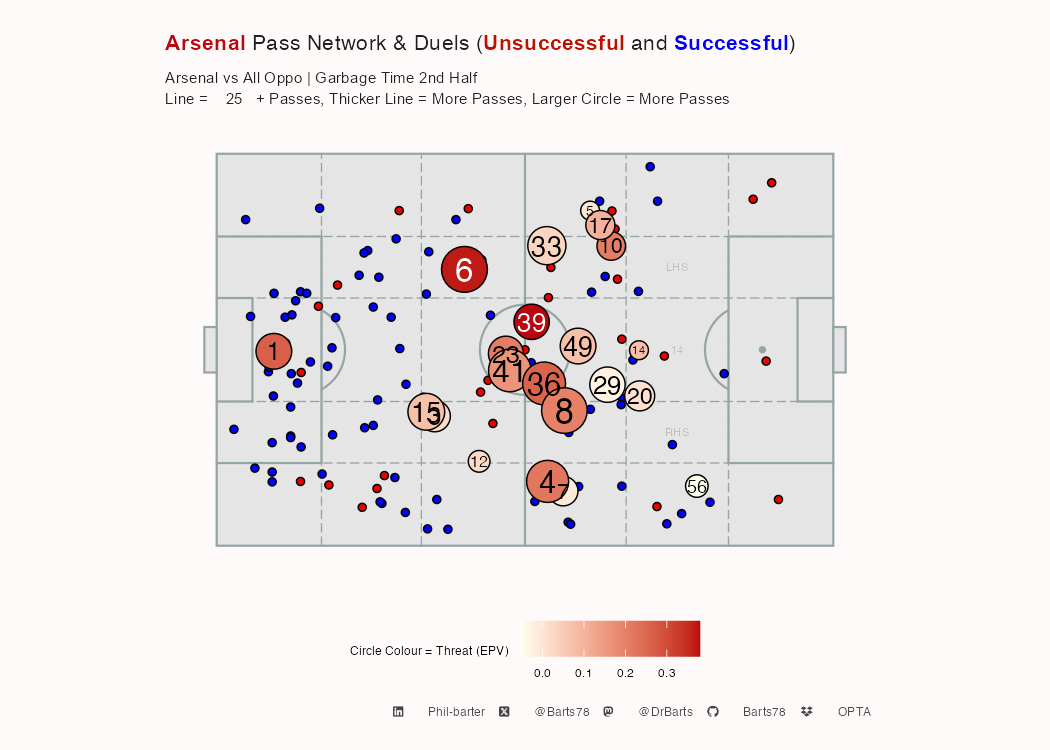 Arsenal Pass Network & Duels (Unsuccessful and Successful)
Arsenal vs All Oppo | Garbage Time 2nd Half
Line = 25 + Passes, Thicker Line = More Passes, Larger Circle = More Passes
5
17
33
10
6
LHS
39
1
23
49
14
14
41
36
29
20
15
3
8
RHS
12
4
7
56
Circle Colour = Threat (EPV)
0.0 0.1 0.2 0.3
Phil-barter @Barts78 @DrBarts Barts78 OPTA